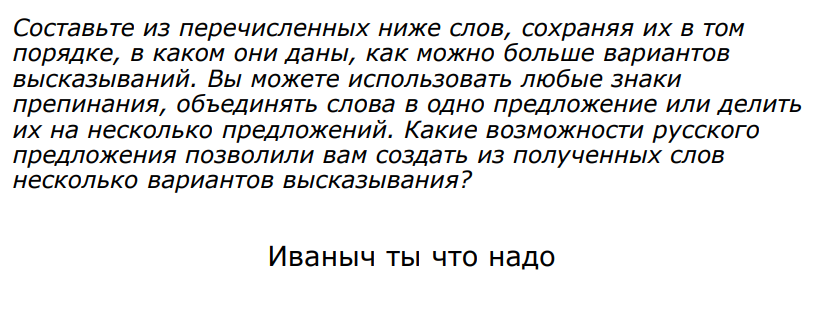 Составьте из перечисленных ниже слов, сохраняя их в том
порядке, в каком они даны, как можно больше вариантов
высказываний. Вы можете использовать любые знаки
препинания, объединять слова в одно предложение или делить
их на несколько предложений. Какие возможности русского
предложения позволили вам создать из полученных слов
несколько вариантов высказывания?
Иваныч ты что надо